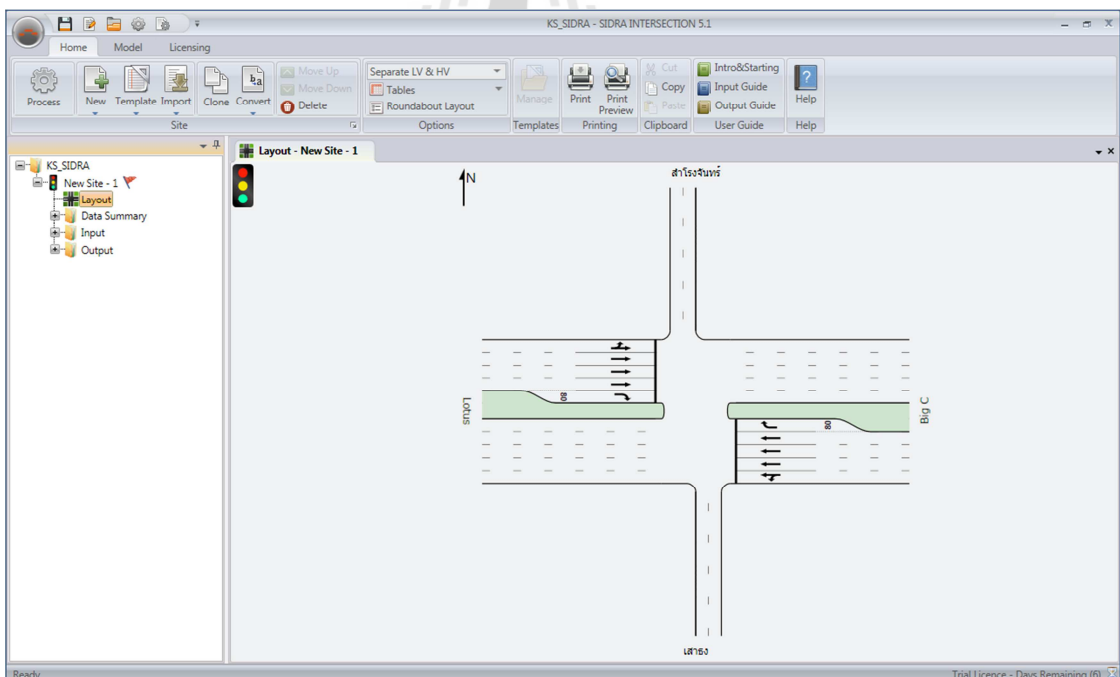 KS_SIDRA - SIDRA INTERSECTION 5.1
Home Model Licensing
Process
New
Template
Import
Clone
Convert
Move Up
Move Down
Delete
Site
Separate LV & HV
Tables
Roundabout Layout
Options
Manage
Templates
Print
Print Preview
Printing
Cut
Copy
Paste
Clipboard
Intro&Starting
Input Guide
Output Guide
User Guide
Help
Help
KS_SIDRA
New Site - 1
Layout
Data Summary
Input
Output
Layout - New Site - 1
N
สำโรงจันทร์
Lotus
80
80
Big C
เสาธง
Ready
Trial Licence - Days Remaining (6)